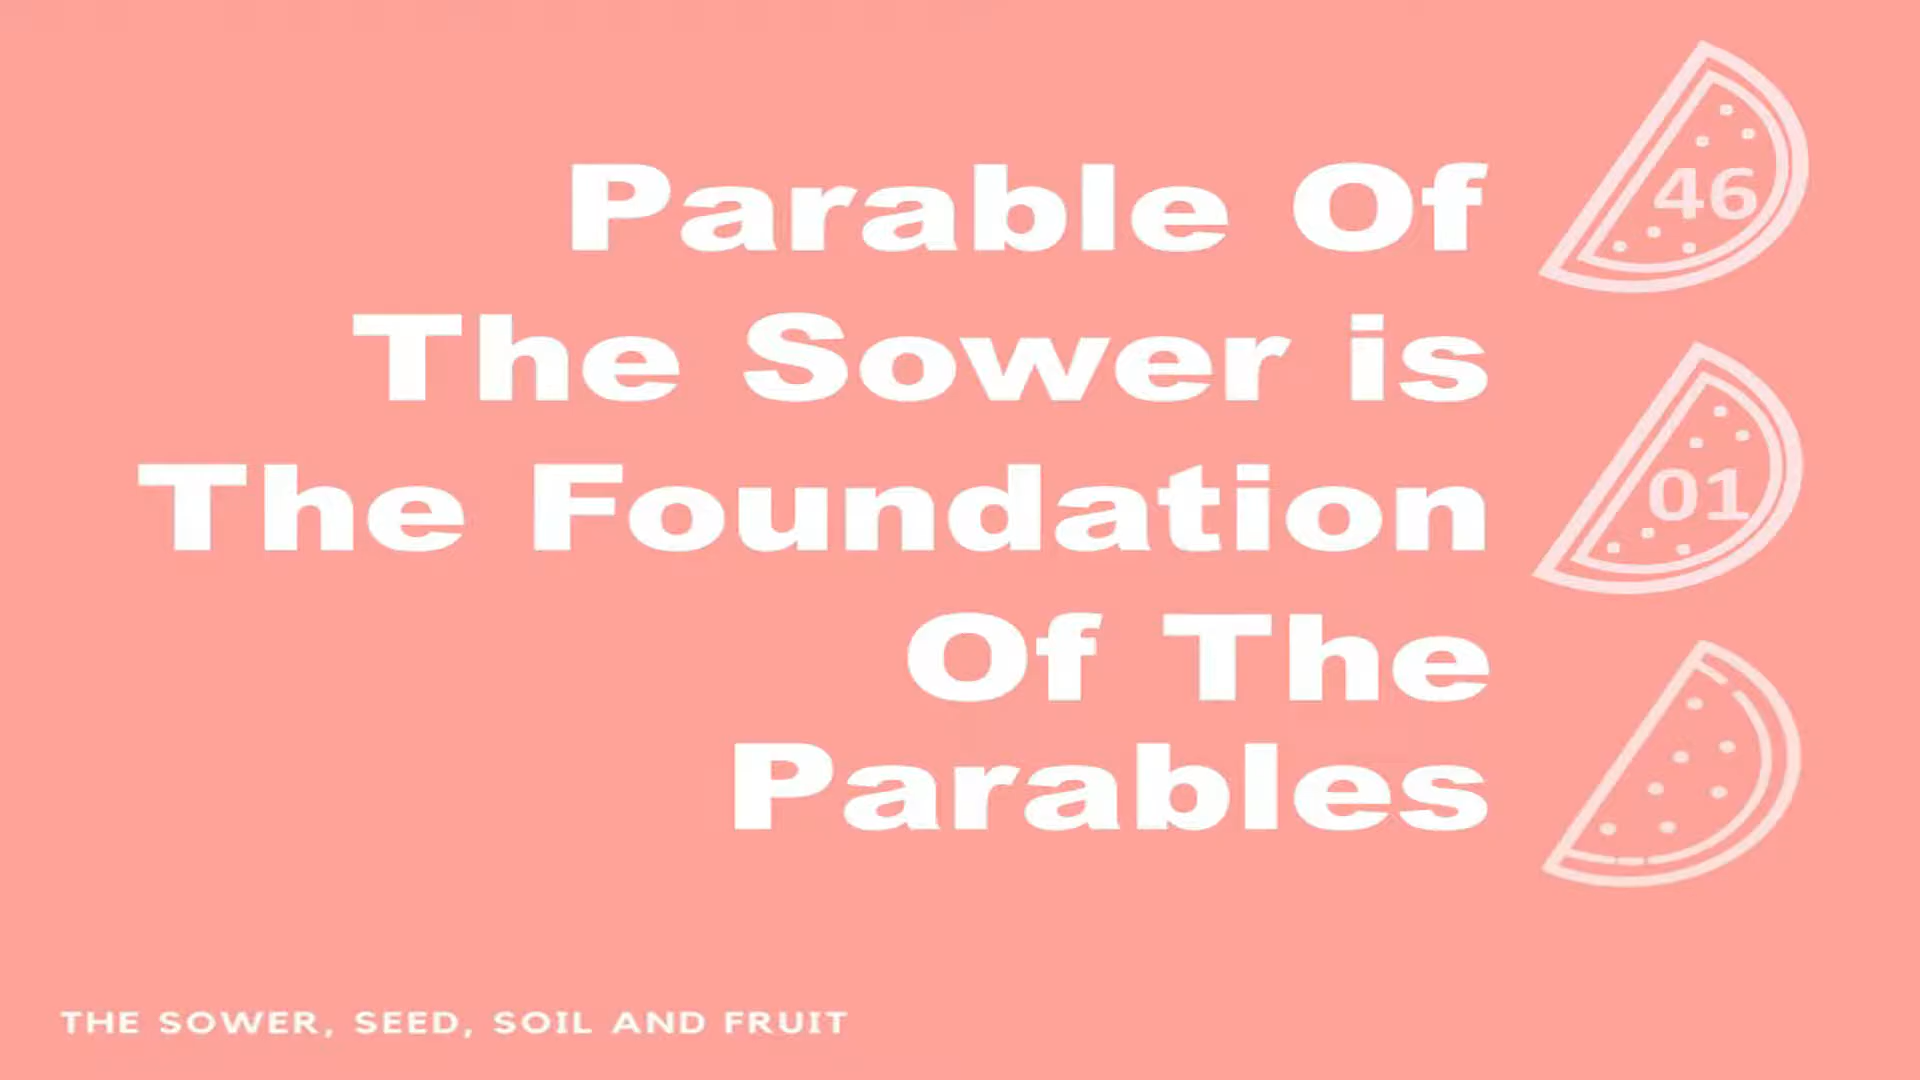 Parable Of
The Sower is
The Foundation
Of The
Parables
46
01
THE SOWER, SEED, SOIL AND FRUIT